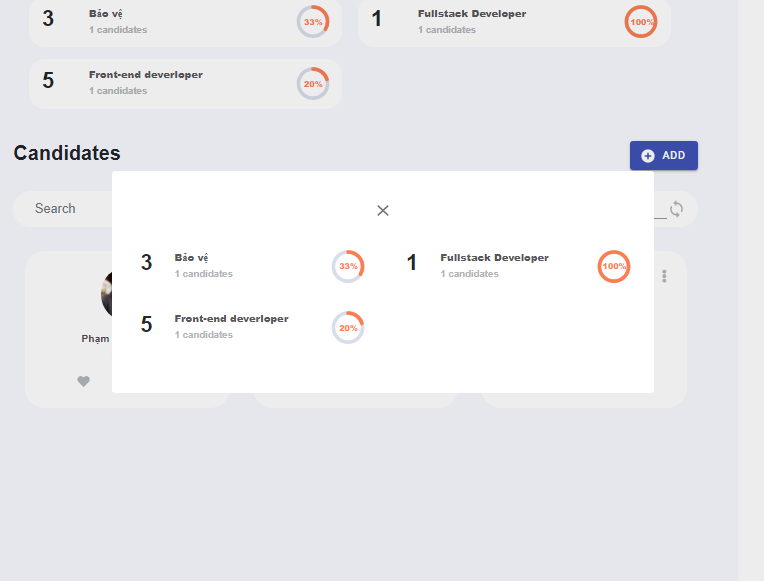 3 Bảo vệ 33% 1 Fullstack Developer 100%
1 candidates 1 candidates
5 Front-end deverloper 20%
1 candidates
Candidates ADD
Search
3 Bảo vệ 33% 1 Fullstack Developer 100%
1 candidates 1 candidates
5 Front-end deverloper 20%
1 candidates
Phạm